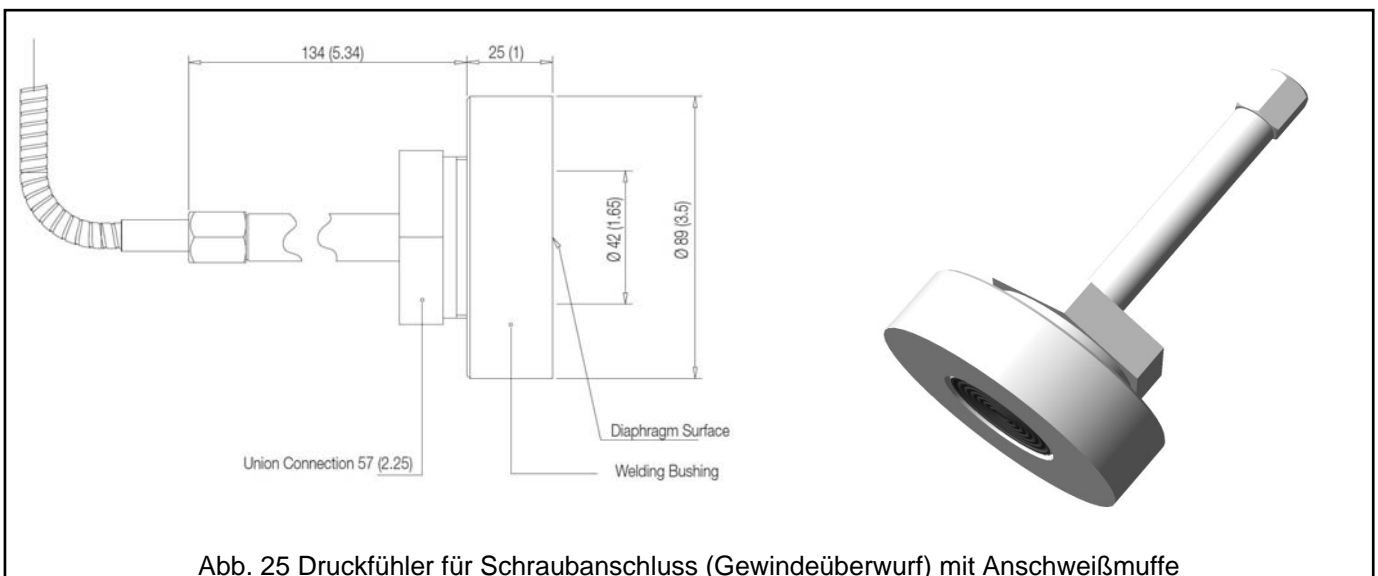 134 (5.34)
25 (1)
Ø 42 (1.65)
Ø 89 (3.5)
Diaphragm Surface
Union Connection 57 (2.25)
Welding Bushing
Abb. 25 Druckfühler für Schraubanschluss (Gewindeüberwurf) mit Anschweißmuffe